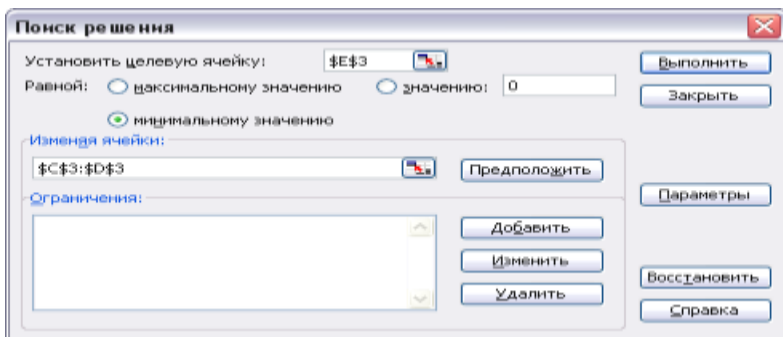 Поиск решения
Установить целевую ячейку: $E$3 Выполнить
Равной: максимальному значению значению: 0 Закрыть
минимальному значению
Изменяя ячейки:
$C$3:$D$3 Предположить
Ограничения: Параметры
Добавить
Изменить
Восстановить
Удалить
Справка